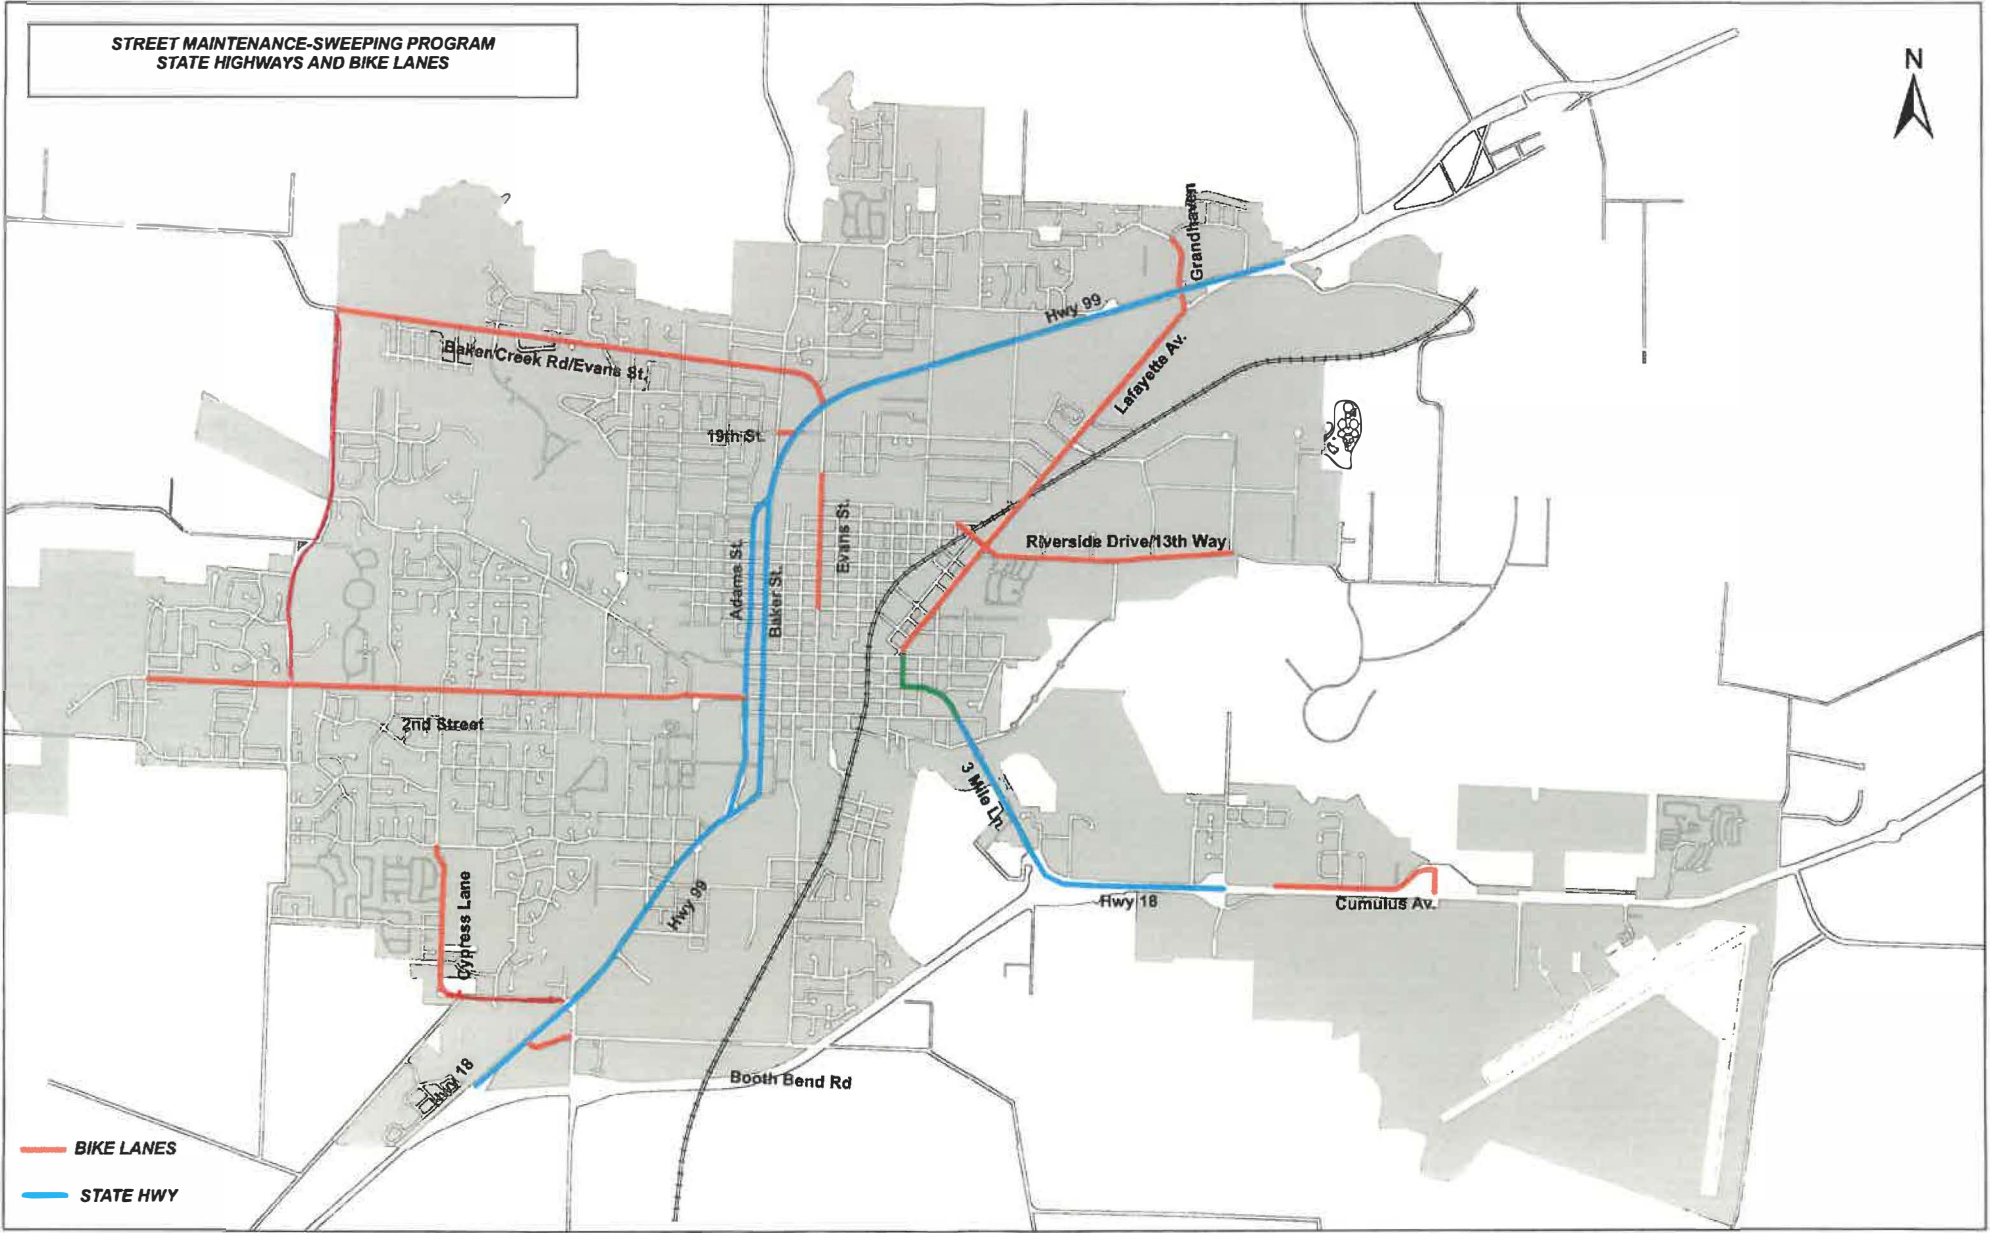 STREET MAINTENANCE-SWEEPING PROGRAM
STATE HIGHWAYS AND BIKE LANES
N
Grandhaven
Hwy 99
Baker Creek Rd/Evans St.
Lafayette Av.
19th St.
Evans St.
Riverside Drive/13th Way
Adams St.
Baker St.
2nd Street
3 Mile Ln.
Cypress Lane
Hwy 99
Hwy 18
Cumulus Av.
Hwy 18
Booth Bend Rd
BIKE LANES
STATE HWY